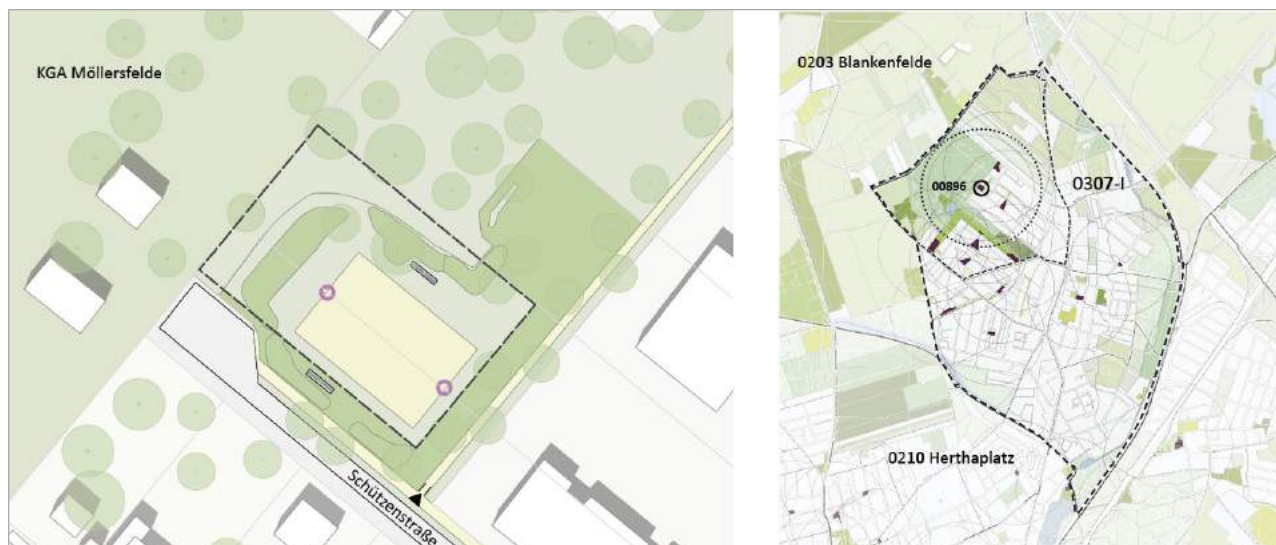 KGA Möllersfelde
Schützenstraße
0203 Blankenfelde
00896
0307-I
0210 Herthaplatz